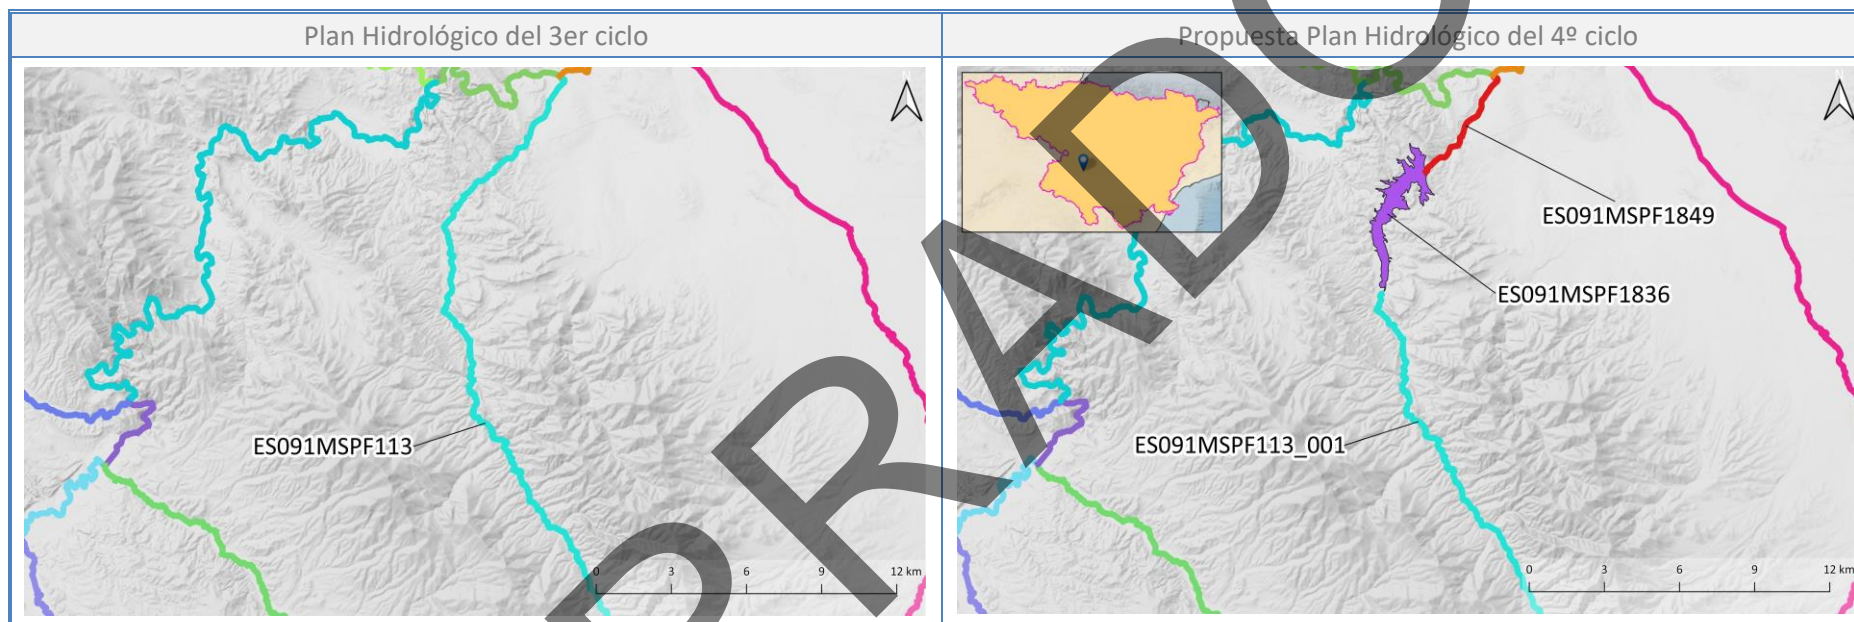 Plan Hidrológico del 3er ciclo
ES091MSPF113
0 3 6 9 12 km
Propuesta Plan Hidrológico del 4º ciclo
ES091MSPF1849
ES091MSPF1836
ES091MSPF113_001
0 3 6 9 12 km
RADO